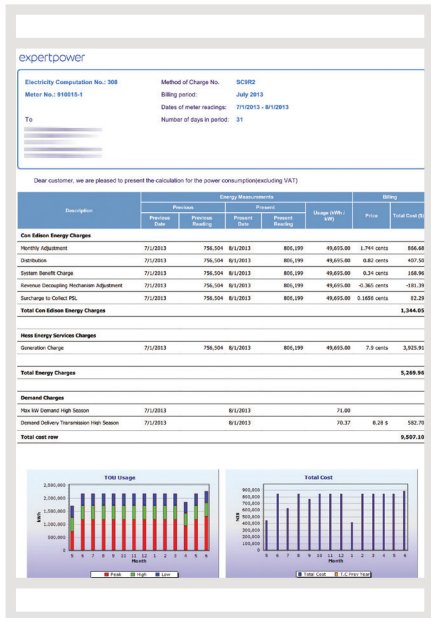 expertpower
Electricity Computation No.: 308 Method of Charge No. SC9R2
Meter No.: 910015-1 Billing period: July 2013
Dates of meter readings: 7/1/2013 - 8/1/2013
To Number of days in period: 31
Dear customer, we are pleased to present the calculation for the power consumption(excluding VAT)
Energy Measurements Billing
Description Previous Present Usage (kWh / kW) Price Total Cost ($)
Previous Date Previous Reading Present Date Present Reading
Con Edison Energy Charges
Monthly Adjustment 7/1/2013 756,504 8/1/2013 806,199 49,695.00 1.744 cents 866.68
Distribution 7/1/2013 756,504 8/1/2013 806,199 49,695.00 0.82 cents 407.50
System Benefit Charge 7/1/2013 756,504 8/1/2013 806,199 49,695.00 0.34 cents 168.96
Revenue Decoupling Mechanism Adjustment 7/1/2013 756,504 8/1/2013 806,199 49,695.00 -0.365 cents -181.39
Surcharge to Collect PSL 7/1/2013 756,504 8/1/2013 806,199 49,695.00 0.1656 cents 82.29
Total Con Edison Energy Charges 1,344.05
Hess Energy Services Charges
Generation Charge 7/1/2013 756,504 8/1/2013 806,199 49,695.00 7.9 cents 3,925.91
Total Energy Charges 5,269.96
Demand Charges
Max kW Demand High Season 7/1/2013 8/1/2013 71.00
Demand Delivery Transmission High Season 7/1/2013 8/1/2013 70.37 8.28 $ 582.70
Total cost row 9,507.10
TOU Usage
2,500,000
2,000,000
1,500,000
1,000,000
500,000
0
kWh
5 6 7 8 9 10 11 12 1 2 3 4 5 6
Month
Peak High Low
Total Cost
900,000
800,000
700,000
600,000
500,000
400,000
300,000
200,000
100,000
0
5 6 7 8 9 10 11 12 1 2 3 4 5 6
Month
Total Cost T.C Prev Year